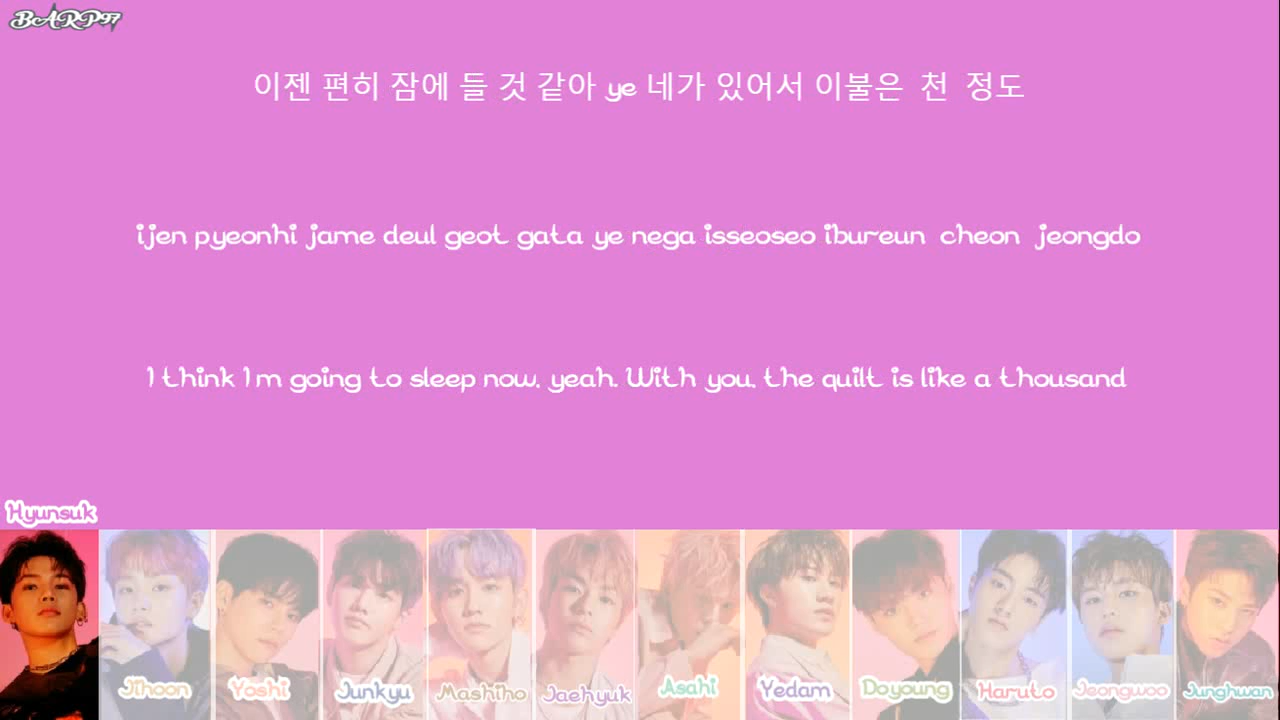 BARP97
이젠 편히 잠에 들 것 같아 ye 네가 있어서 이불은 천 정도
ijen pyeonhi jame deul geot gata ye nega isseoseo ibureun cheon jeongdo
I think I m going to sleep now, yeah. With you, the quilt is like a thousand
Hyunsuk
Jihoon Yoshi Junkyu Mashiho Jaehyuk Asahi Yedam Doyoung Haruto Jeongwoo Junghwan